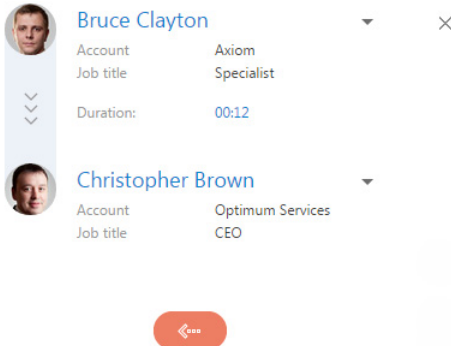 Bruce Clayton
Account Axiom
Job title Specialist
Duration: 00:12
Christopher Brown
Account Optimum Services
Job title CEO